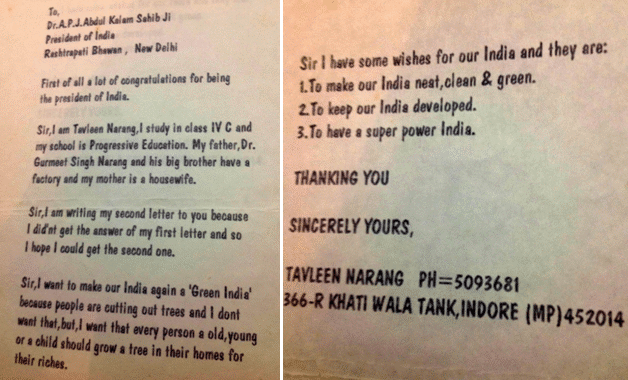 To,
Dr.A.P.J.Abdul Kalam Sahib Ji
President of India
Rashtrapati Bhawan , New Delhi
First of all a lot of congratulations for being
the president of India.
Sir,I am Tavleen Narang,I study in class IV C and
my school is Progressive Education. My father,Dr.
Gurmeet Singh Narang and his big brother have a
factory and my mother is a housewife.
Sir,I am writing my second letter to you because
I did'nt get the answer of my first letter and so
I hope I could get the second one.
Sir,I want to make our India again a 'Green India'
because people are cutting out trees and I dont
want that,but,I want that every person a old,young
or a child should grow a tree in their homes for
their riches.
Sir I have some wishes for our India and they are:
1.To make our India neat,clean & green.
2.To keep our India developed.
3.To have a super power India.
THANKING YOU
SINCERELY YOURS,
TAVLEEN NARANG PH=5093681
366-R KHATI WALA TANK,INDORE (MP)452014